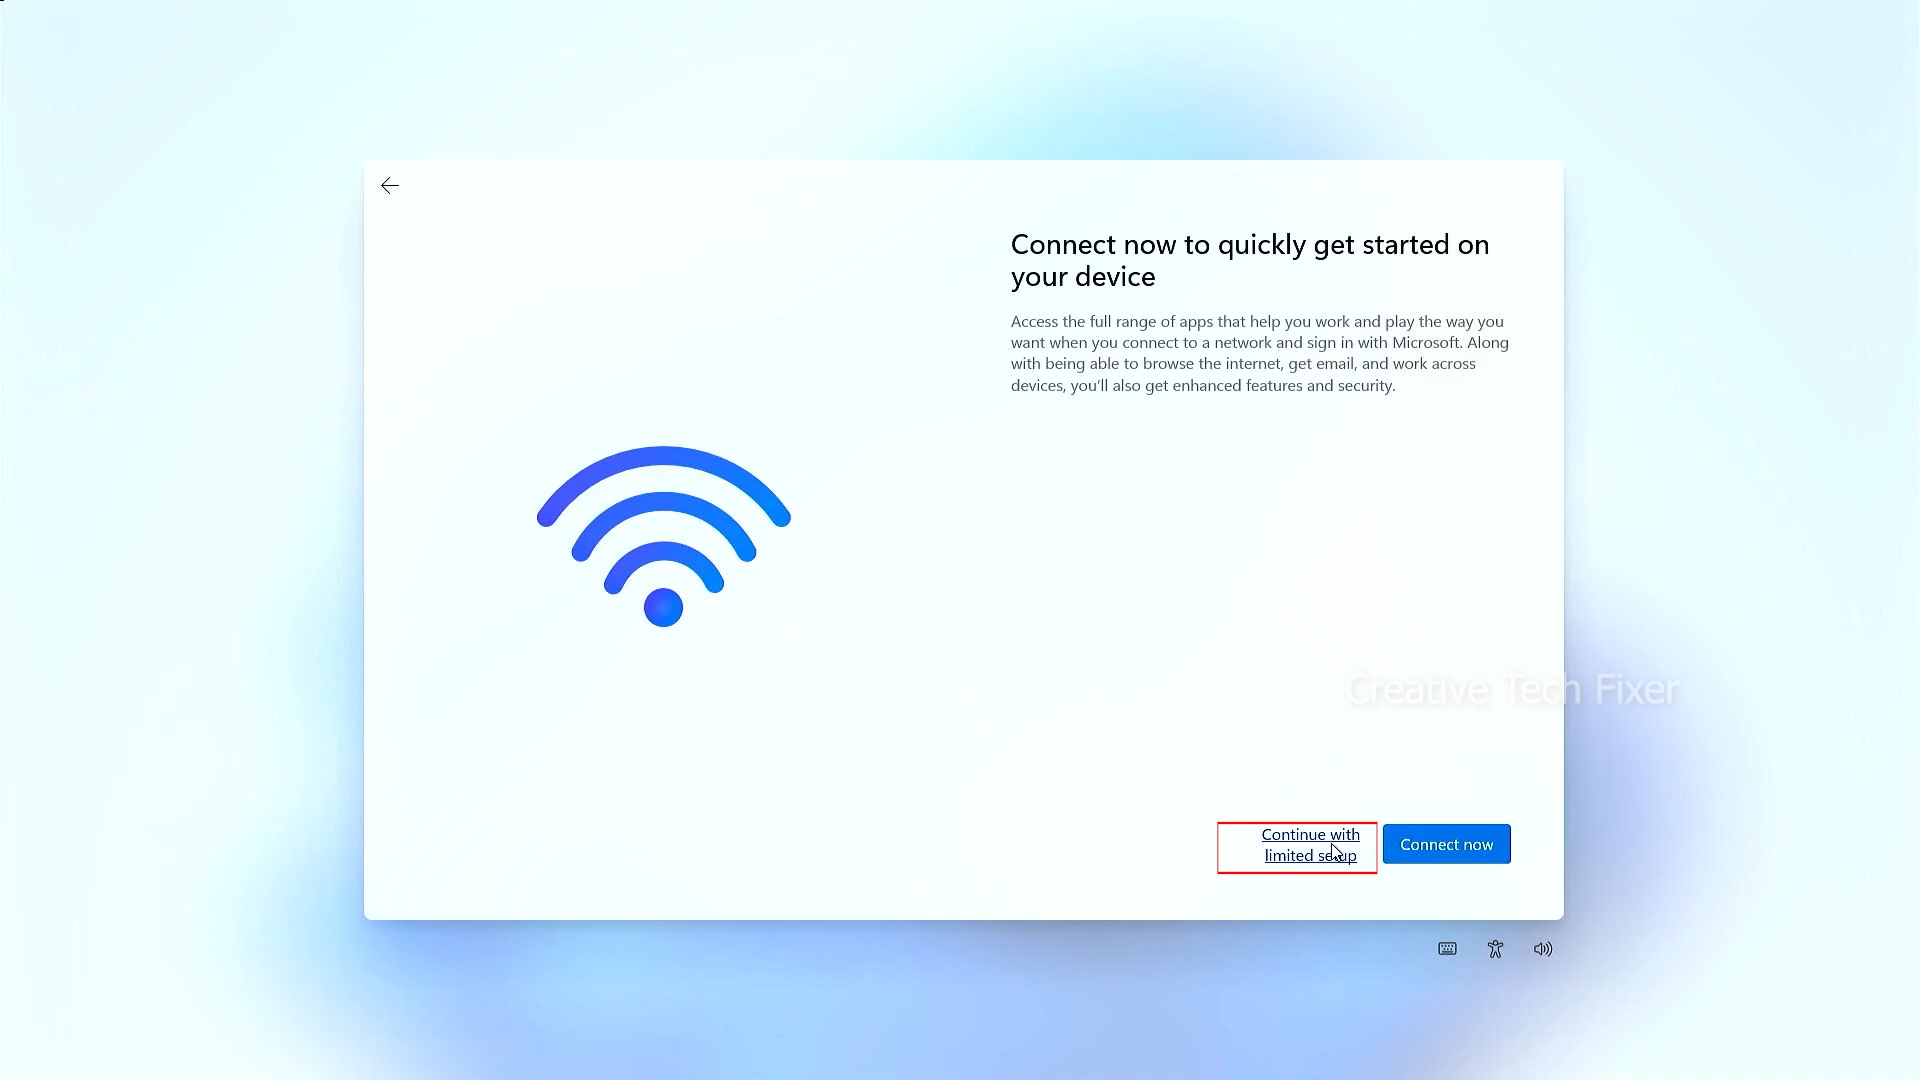 Connect now to quickly get started on
your device
Access the full range of apps that help you work and play the way you
want when you connect to a network and sign in with Microsoft. Along
with being able to browse the internet, get email, and work across
devices, you’ll also get enhanced features and security.
Creative Tech Fixer
Continue with
limited setup
Connect now